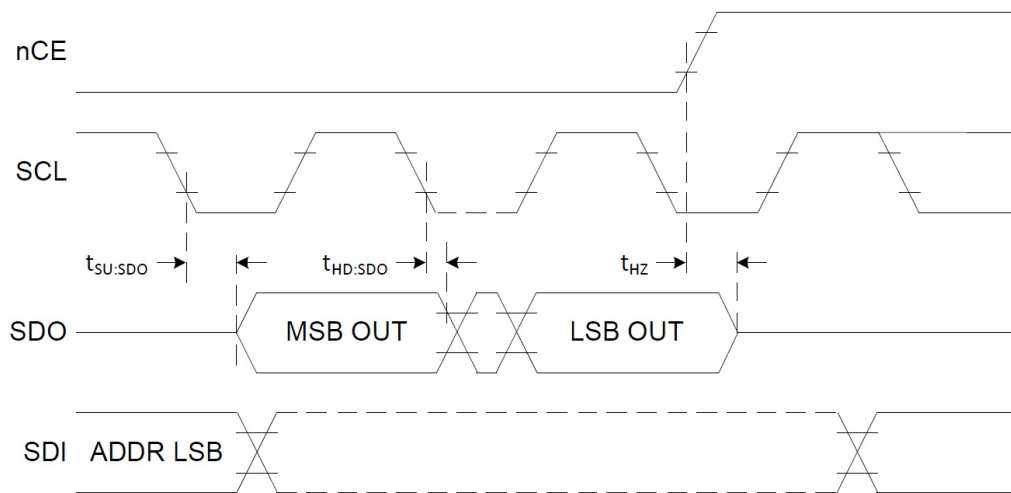 nCE
SCL
tSU:SDO
tHD:SDO
tHZ
SDO
MSB OUT
LSB OUT
SDI
ADDR LSB